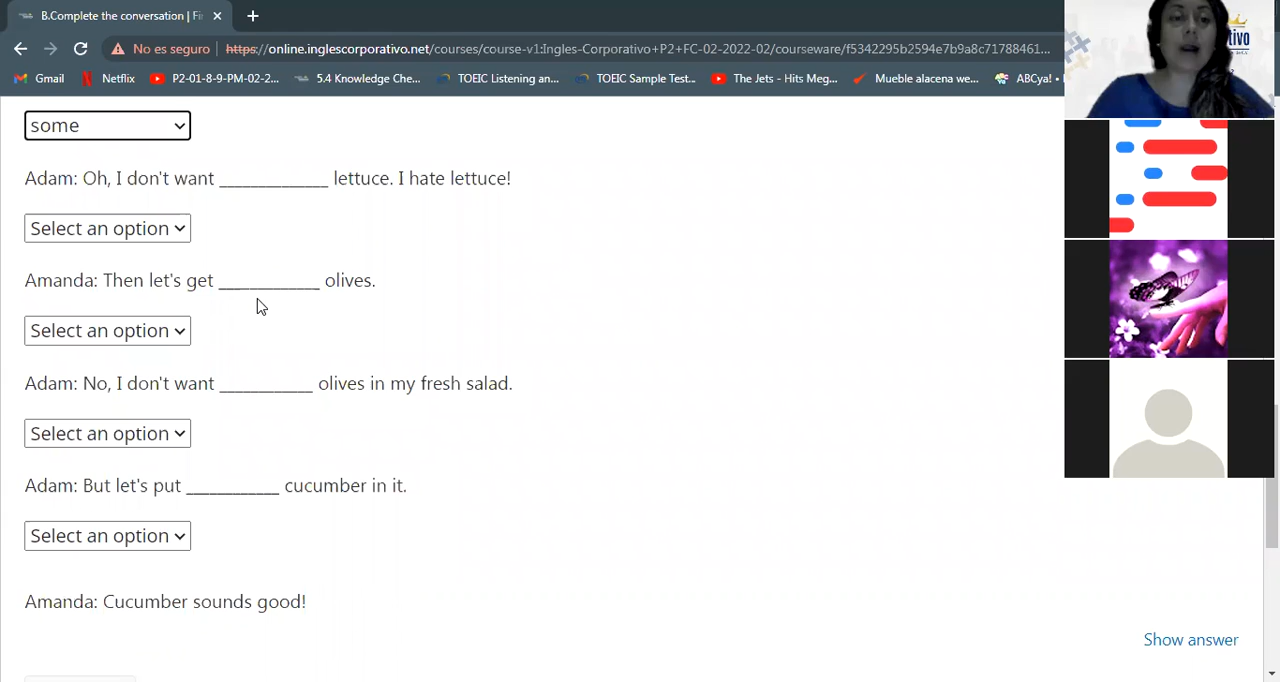 B.Complete the conversation | Fi
No es seguro | https://online.inglescorporativo.net/courses/course-v1:Ingles-Corporativo+P2+FC-02-2022-02/courseware/f5342295b2594e7b9a8c71788461...
Gmail Netflix P2-01-8-9-PM-02-2... 5.4 Knowledge Che... TOEIC Listening an... TOEIC Sample Test... The Jets - Hits Meg... Mueble alacena we... ABCya! •
tivo
some
Adam: Oh, I don't want _____________ lettuce. I hate lettuce!
Select an option
Amanda: Then let's get _____________ olives.
Select an option
Adam: No, I don't want ____________ olives in my fresh salad.
Select an option
Adam: But let's put ____________ cucumber in it.
Select an option
Amanda: Cucumber sounds good!
Show answer